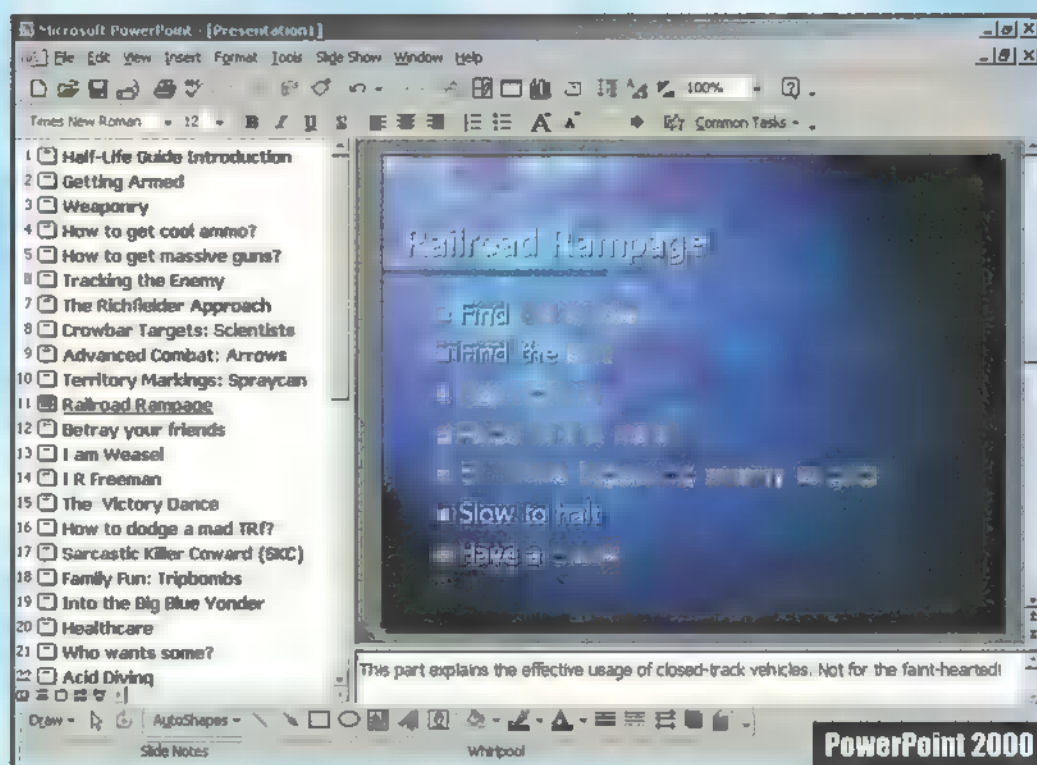 Microsoft PowerPoint - [Presentation1]
File Edit View Insert Format Tools Slide Show Window Help
100%
Times New Roman 12 B I U S A A Common Tasks
1 Half-Life Guide Introduction
2 Getting Armed
3 Weaponry
4 How to get cool ammo?
5 How to get massive guns?
6 Tracking the Enemy
7 The Richfielder Approach
8 Crowbar Targets: Scientists
9 Advanced Combat: Arrows
10 Territory Markings: Spraycan
11 Railroad Rampage
12 Betray your friends
13 I am Weasel
14 I R Freeman
15 The Victory Dance
16 How to dodge a mad TRf?
17 Sarcastic Killer Coward (SKC)
18 Family Fun: Tripbombs
19 Into the Big Blue Yonder
20 Healthcare
21 Who wants some?
22 Acid Diving
Railroad Rampage!
Find
Find the
Slow to halt
Have a
This part explains the effective usage of closed-track vehicles. Not for the faint-hearted!
Draw AutoShapes
Slide Notes Whirlpool
PowerPoint 2000